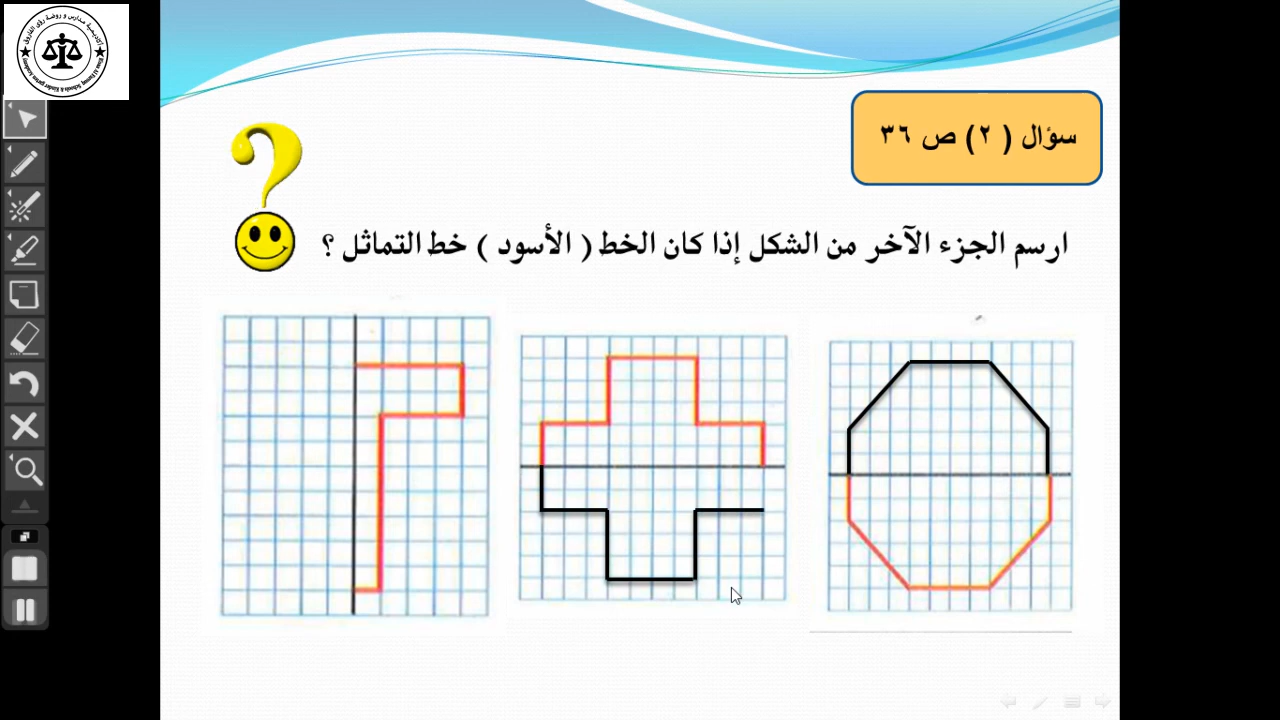 سؤال ( ٢) ص ٣٦
ارسم الجزء الآخر من الشكل إذا كان الخط ( الأسود ) خط التماثل ؟